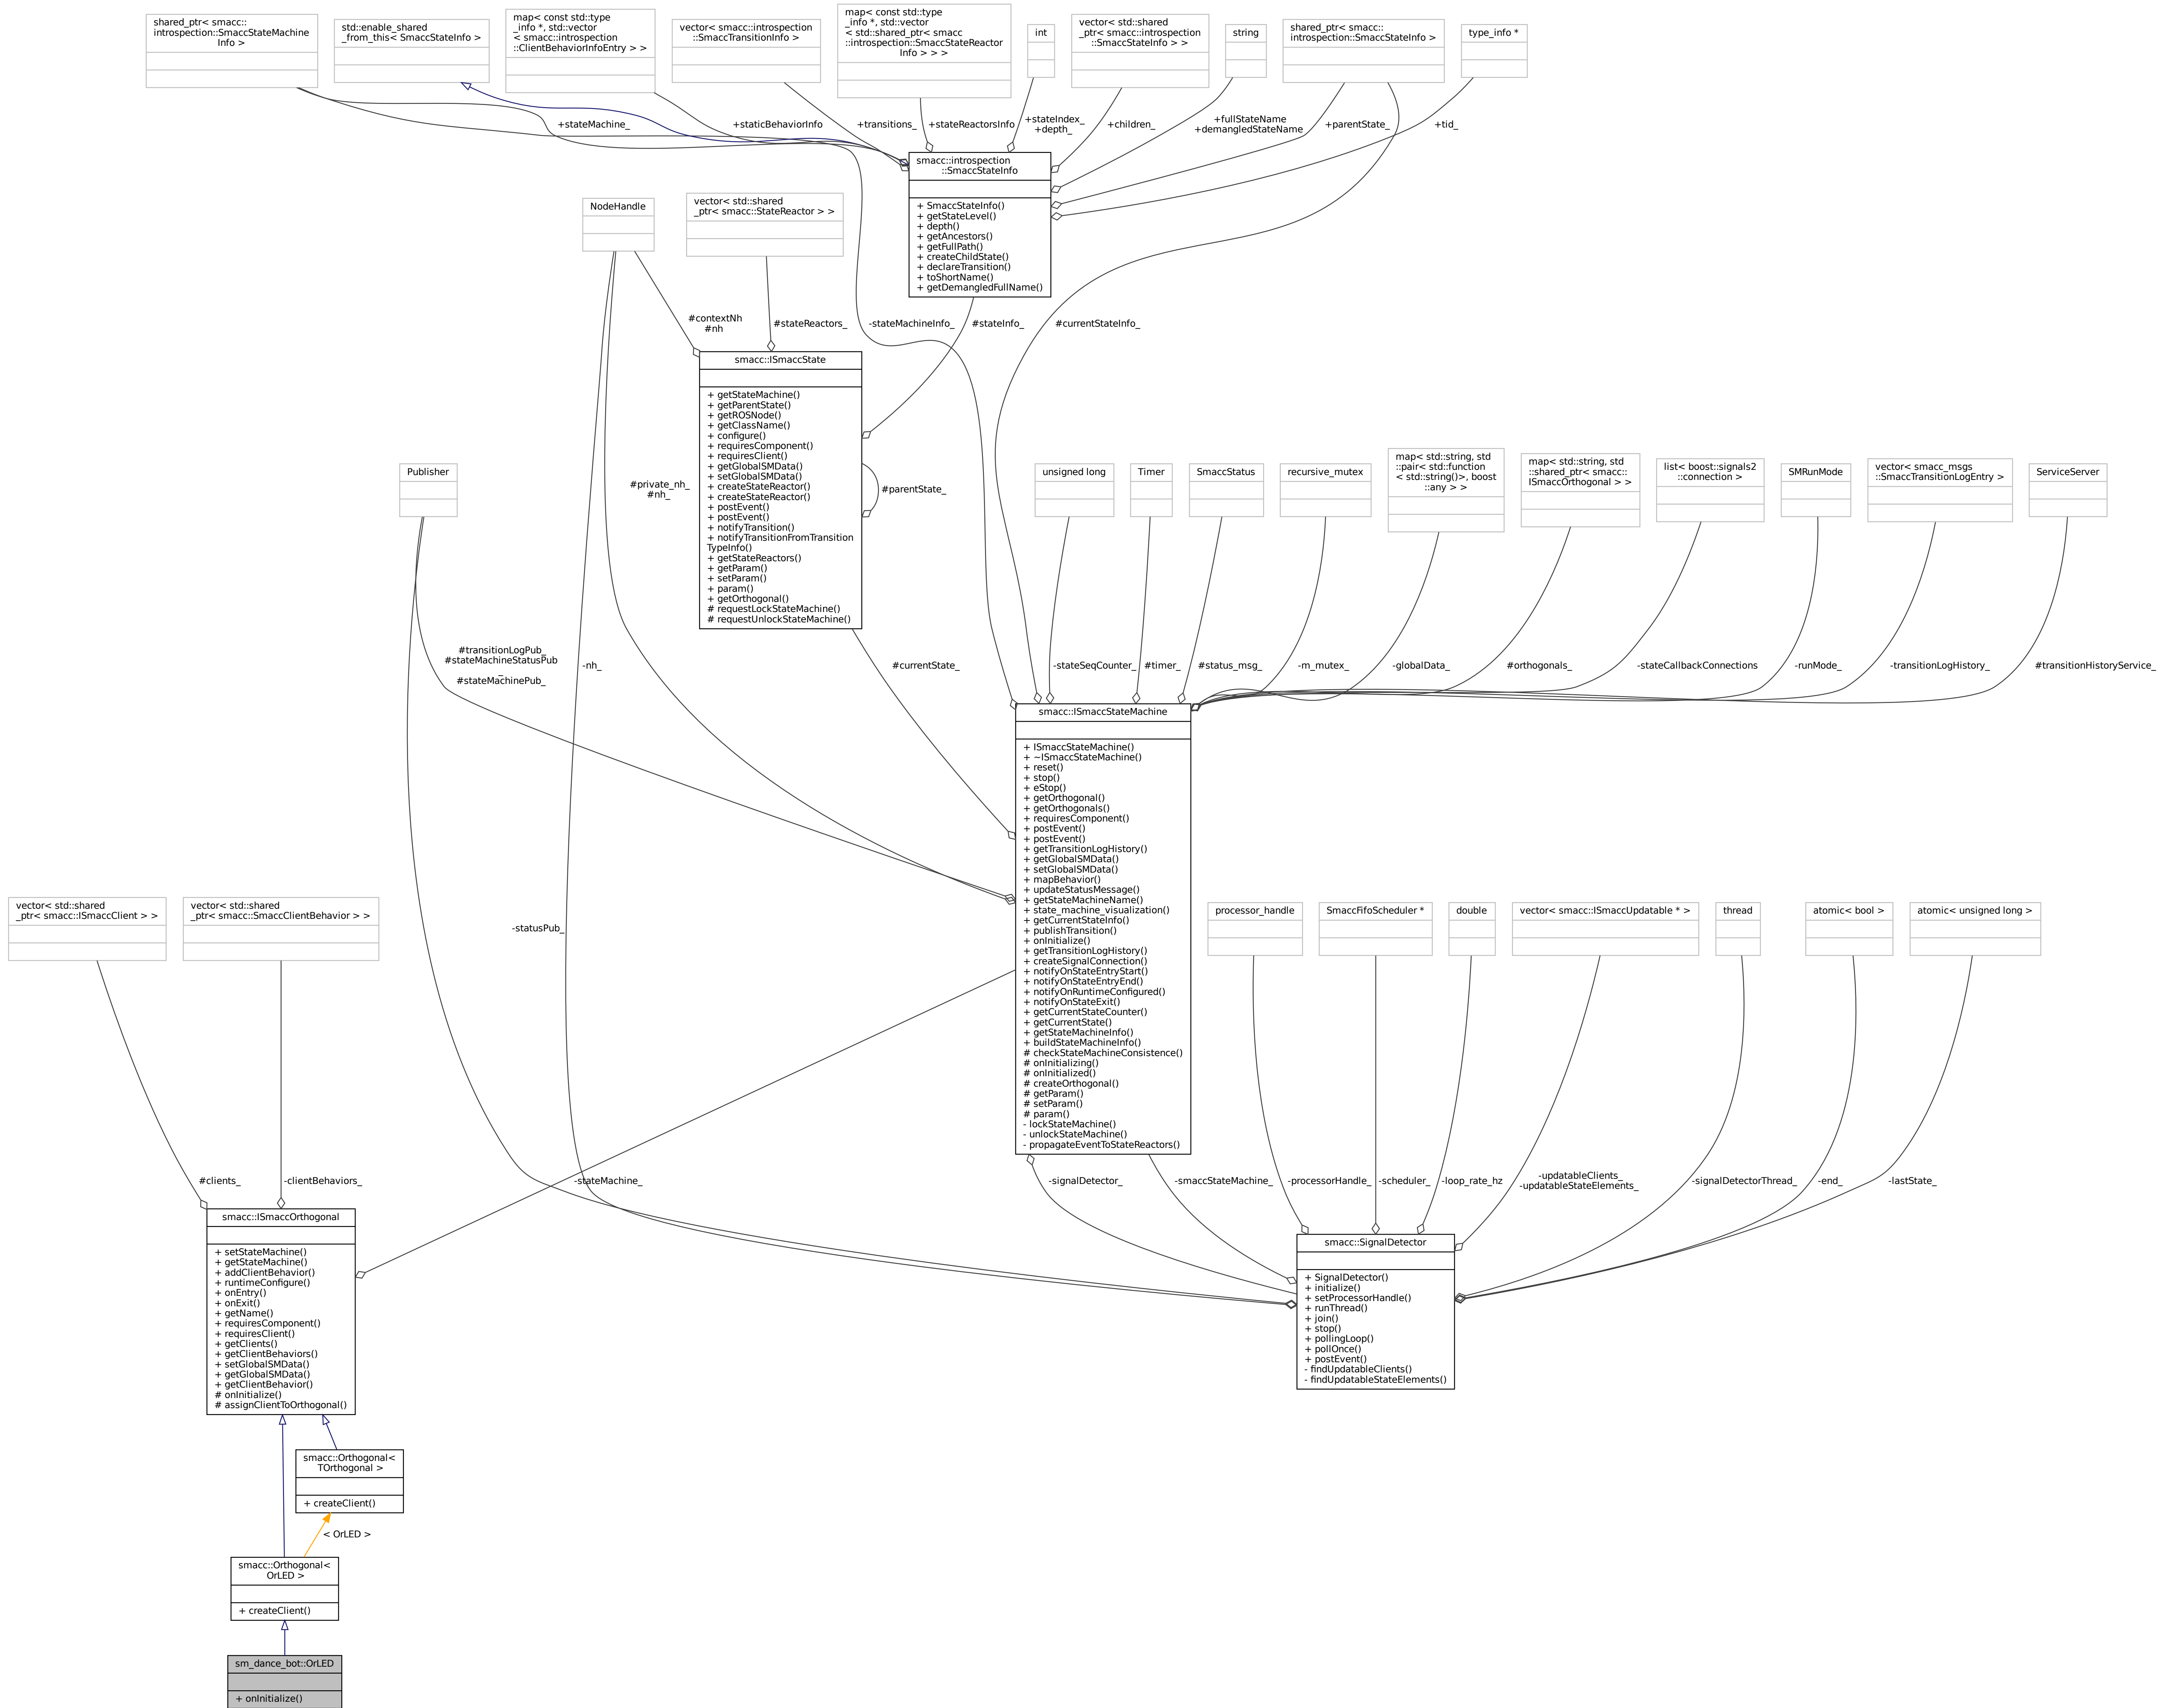 shared_ptr< smacc::
introspection::SmaccStateMachine
Info >
std::enable_shared
_from_this< SmaccStateInfo >
map< const std::type
_info *, std::vector
< smacc::introspection
::ClientBehaviorInfoEntry > >
vector< smacc::introspection
::SmaccTransitionInfo >
map< const std::type
_info *, std::vector
< std::shared_ptr< smacc
::introspection::SmaccStateReactor
Info > > >
int
vector< std::shared
_ptr< smacc::introspection
::SmaccStateInfo > >
string
shared_ptr< smacc::
introspection::SmaccStateInfo >
type_info *
+stateMachine_
+staticBehaviorInfo
+transitions_
+stateReactorsInfo
+stateIndex_
+depth_
+children_
+fullStateName
+demangledStateName
+parentState_
+tid_
smacc::introspection
::SmaccStateInfo
+ SmaccStateInfo()
+ getStateLevel()
+ depth()
+ getAncestors()
+ getFullPath()
+ createChildState()
+ declareTransition()
+ toShortName()
+ getDemangledFullName()
NodeHandle
vector< std::shared
_ptr< smacc::StateReactor > >
#contextNh
#nh
#stateReactors_
-stateMachineInfo_
#stateInfo_
#currentStateInfo_
smacc::ISmaccState
+ getStateMachine()
+ getParentState()
+ getROSNode()
+ getClassName()
+ configure()
+ requiresComponent()
+ requiresClient()
+ getGlobalSMData()
+ setGlobalSMData()
+ createStateReactor()
+ createStateReactor()
+ postEvent()
+ postEvent()
+ notifyTransition()
+ notifyTransitionFromTransition
TypeInfo()
+ getStateReactors()
+ getParam()
+ setParam()
+ param()
+ getOrthogonal()
# requestLockStateMachine()
# requestUnlockStateMachine()
#parentState_
Publisher
#private_nh_
#nh_
unsigned long
Timer
SmaccStatus
recursive_mutex
map< std::string, std
::pair< std::function
< std::string()>, boost
::any > >
map< std::string, std
::shared_ptr< smacc::
ISmaccOrthogonal > >
list< boost::signals2
::connection >
SMRunMode
vector< smacc_msgs
::SmaccTransitionLogEntry >
ServiceServer
#transitionLogPub_
#stateMachineStatusPub
_
#stateMachinePub_
-nh_
#currentState_
-stateSeqCounter_
#timer_
#status_msg_
-m_mutex_
-globalData_
#orthogonals_
-stateCallbackConnections
-runMode_
-transitionLogHistory_
#transitionHistoryService_
smacc::ISmaccStateMachine
+ ISmaccStateMachine()
+ ~ISmaccStateMachine()
+ reset()
+ stop()
+ eStop()
+ getOrthogonal()
+ getOrthogonals()
+ requiresComponent()
+ postEvent()
+ postEvent()
+ getTransitionLogHistory()
+ getGlobalSMData()
+ setGlobalSMData()
+ mapBehavior()
+ updateStatusMessage()
+ getStateMachineName()
+ state_machine_visualization()
+ getCurrentStateInfo()
+ publishTransition()
+ onInitialize()
+ getTransitionLogHistory()
+ createSignalConnection()
+ notifyOnStateEntryStart()
+ notifyOnStateEntryEnd()
+ notifyOnRuntimeConfigured()
+ notifyOnStateExit()
+ getCurrentStateCounter()
+ getCurrentState()
+ getStateMachineInfo()
+ buildStateMachineInfo()
# checkStateMachineConsistence()
# onInitializing()
# onInitialized()
# createOrthogonal()
# getParam()
# setParam()
# param()
- lockStateMachine()
- unlockStateMachine()
- propagateEventToStateReactors()
vector< std::shared
_ptr< smacc::ISmaccClient > >
vector< std::shared
_ptr< smacc::SmaccClientBehavior > >
-statusPub_
processor_handle
SmaccFifoScheduler *
double
vector< smacc::ISmaccUpdatable * >
thread
atomic< bool >
atomic< unsigned long >
#clients_
-clientBehaviors_
-stateMachine_
-signalDetector_
-smaccStateMachine_
-processorHandle_
-scheduler_
-loop_rate_hz
-updatableClients_
-updatableStateElements_
-signalDetectorThread_
-end_
-lastState_
smacc::ISmaccOrthogonal
+ setStateMachine()
+ getStateMachine()
+ addClientBehavior()
+ runtimeConfigure()
+ onEntry()
+ onExit()
+ getName()
+ requiresComponent()
+ requiresClient()
+ getClients()
+ getClientBehaviors()
+ setGlobalSMData()
+ getGlobalSMData()
+ getClientBehavior()
# onInitialize()
# assignClientToOrthogonal()
smacc::SignalDetector
+ SignalDetector()
+ initialize()
+ setProcessorHandle()
+ runThread()
+ join()
+ stop()
+ pollingLoop()
+ pollOnce()
+ postEvent()
- findUpdatableClients()
- findUpdatableStateElements()
smacc::Orthogonal<
TOrthogonal >
+ createClient()
< OrLED >
smacc::Orthogonal<
OrLED >
+ createClient()
sm_dance_bot::OrLED
+ onInitialize()